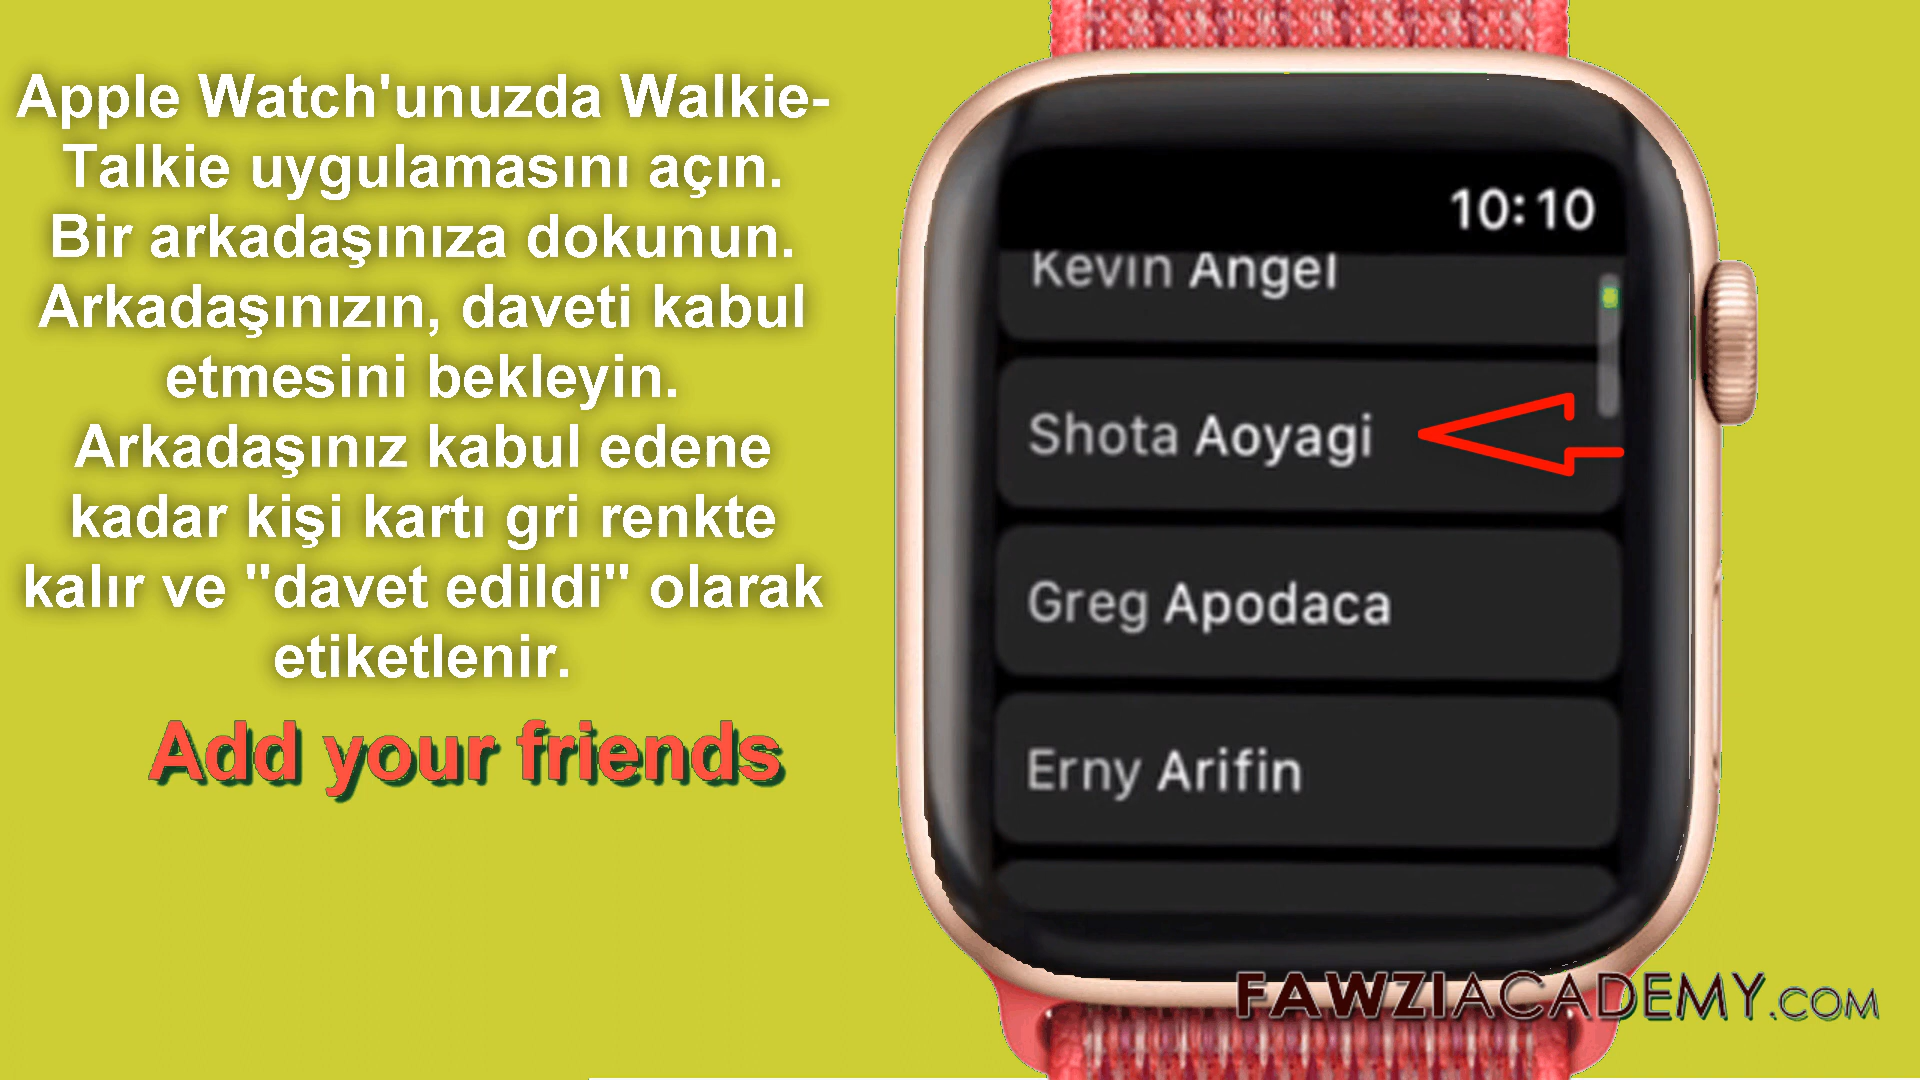 Apple Watch'unuzda Walkie-
Talkie uygulamasını açın.
Bir arkadaşınıza dokunun.
Arkadaşınızın, daveti kabul
etmesini bekleyin.
Arkadaşınız kabul edene
kadar kişi kartı gri renkte
kalır ve "davet edildi" olarak
etiketlenir.
Add your friends
10:10
Kevin Angel
Shota Aoyagi
Greg Apodaca
Erny Arifin
FAWZIACADEMY.COM